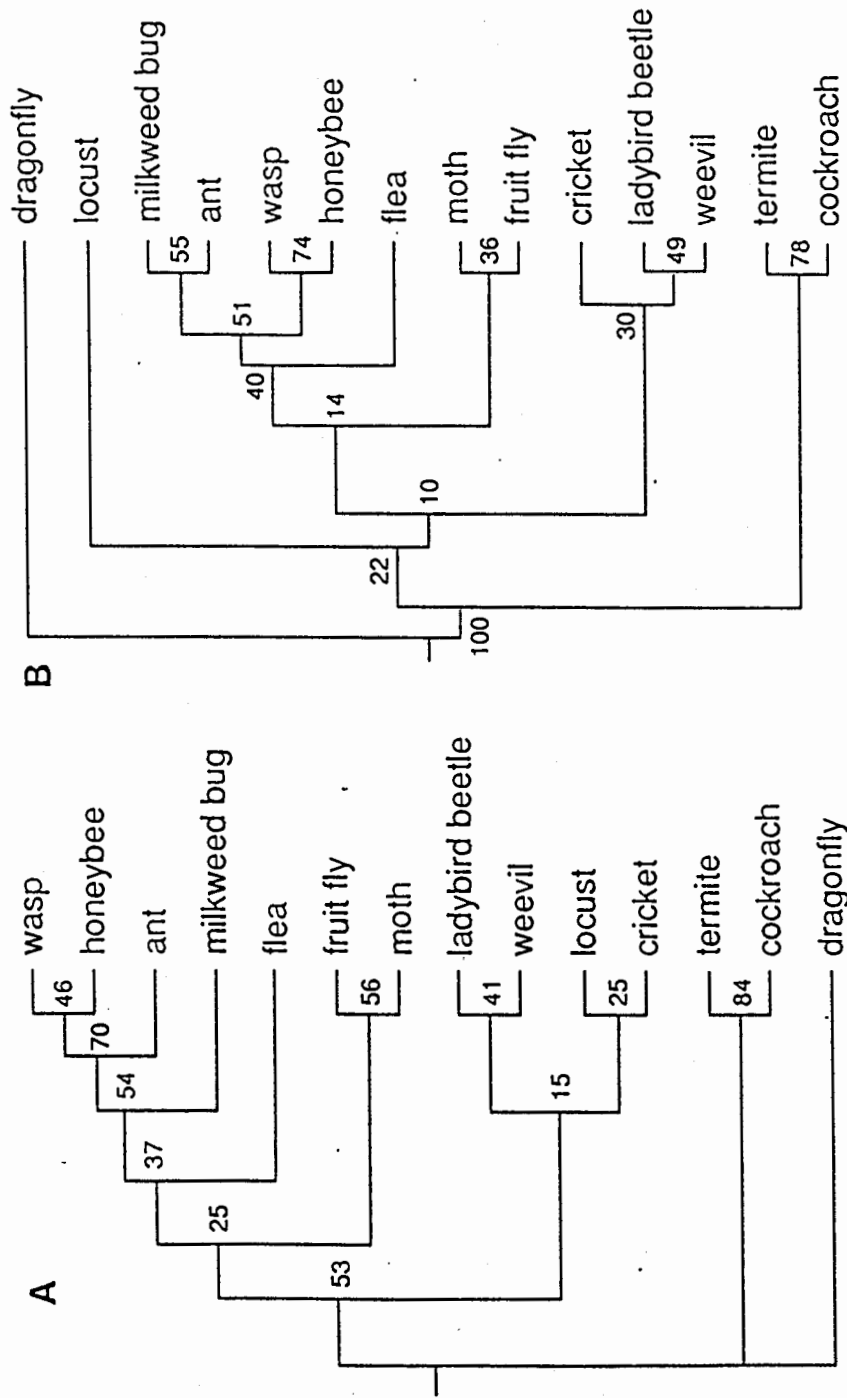 A
wasp
46
honeybee
70
ant
54
milkweed bug
37
flea
25
fruit fly
56
moth
53
ladybird beetle
41
weevil
15
locust
25
cricket
termite
84
cockroach
dragonfly
B
dragonfly
locust
milkweed bug
55
ant
51
wasp
74
honeybee
40
flea
14
moth
36
fruit fly
10
cricket
30
ladybird beetle
49
weevil
22
termite
78
cockroach
100